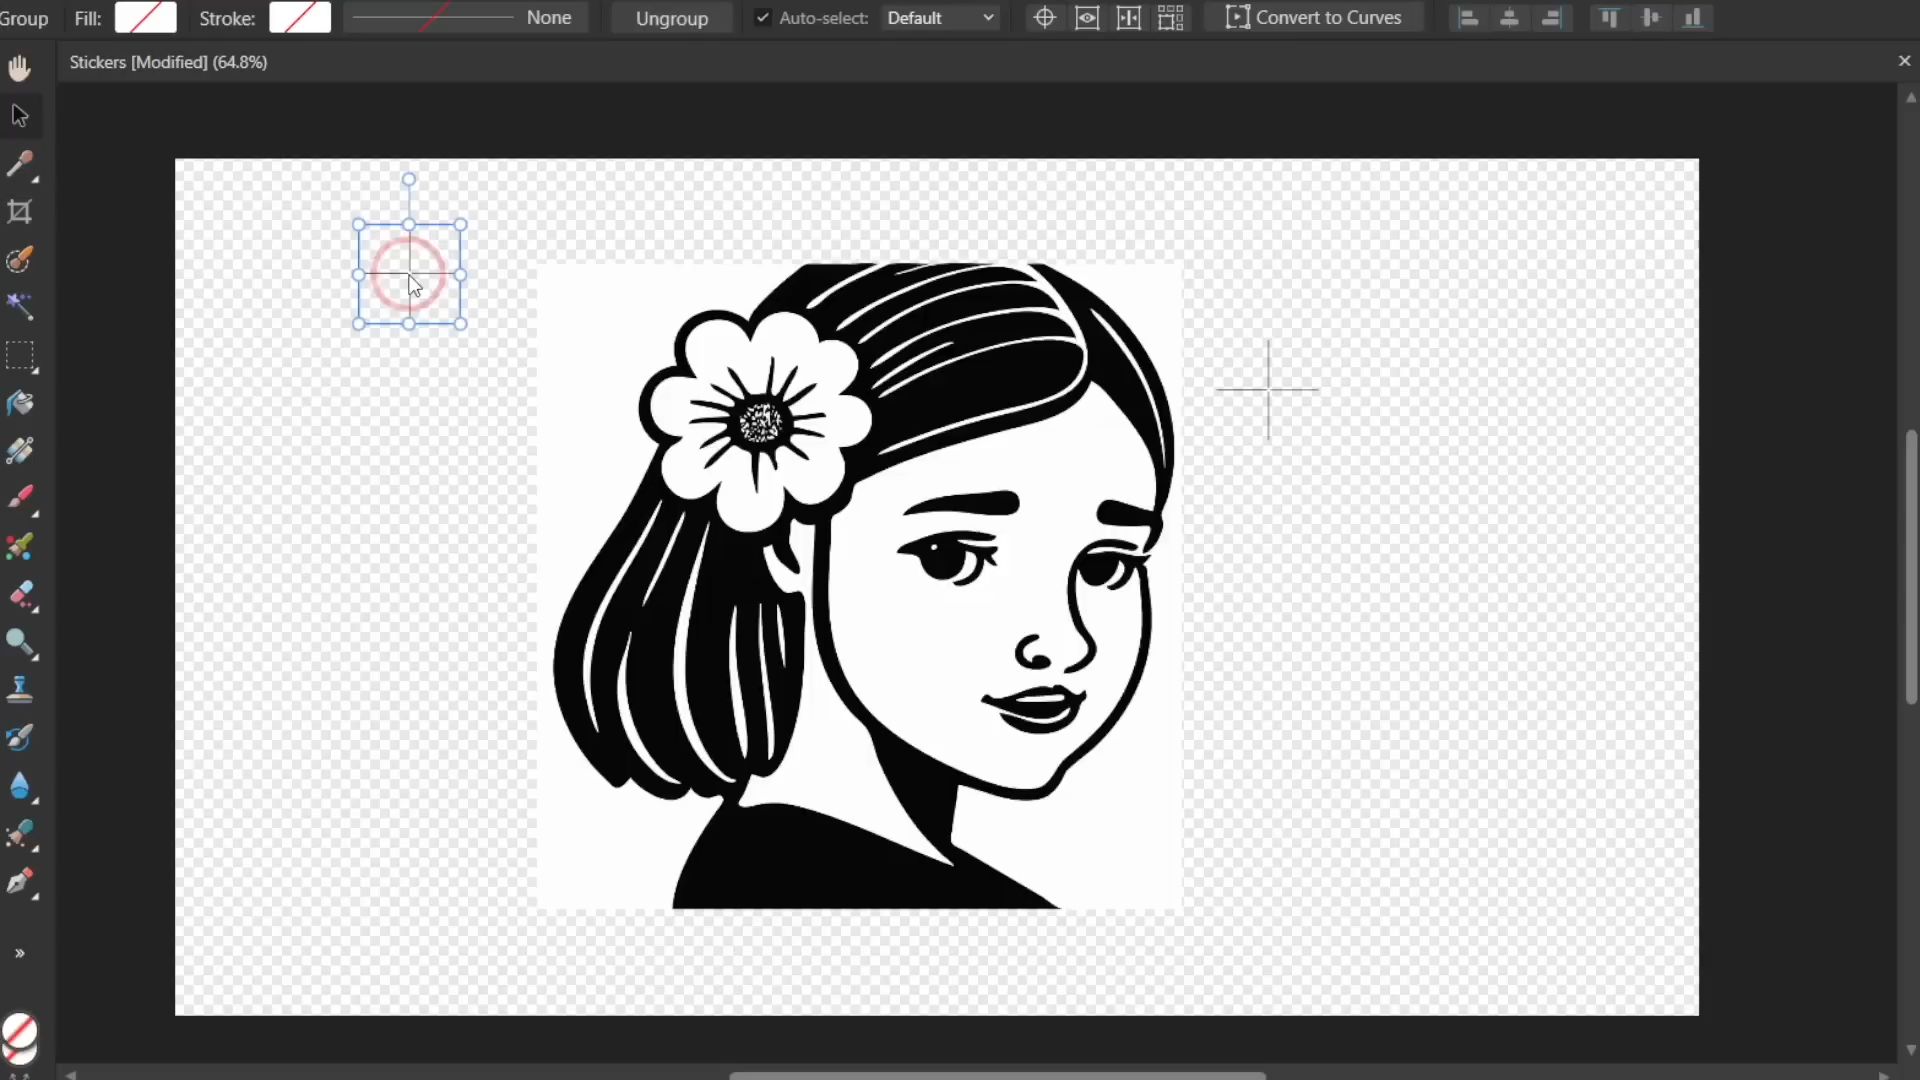 Group Fill: Stroke: None Ungroup Auto-select: Default Convert to Curves
Stickers [Modified] (64.8%)